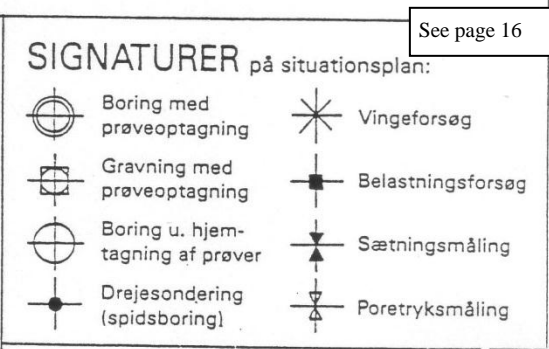 See page 16
SIGNATURER på situationsplan:
Boring med
prøveoptagning
Gravning med
prøveoptagning
Boring u. hjem-
tagning af prøver
Drejesondering
(spidsboring)
Vingeforsøg
Belastningsforsøg
Sætningsmåling
Poretryksmåling